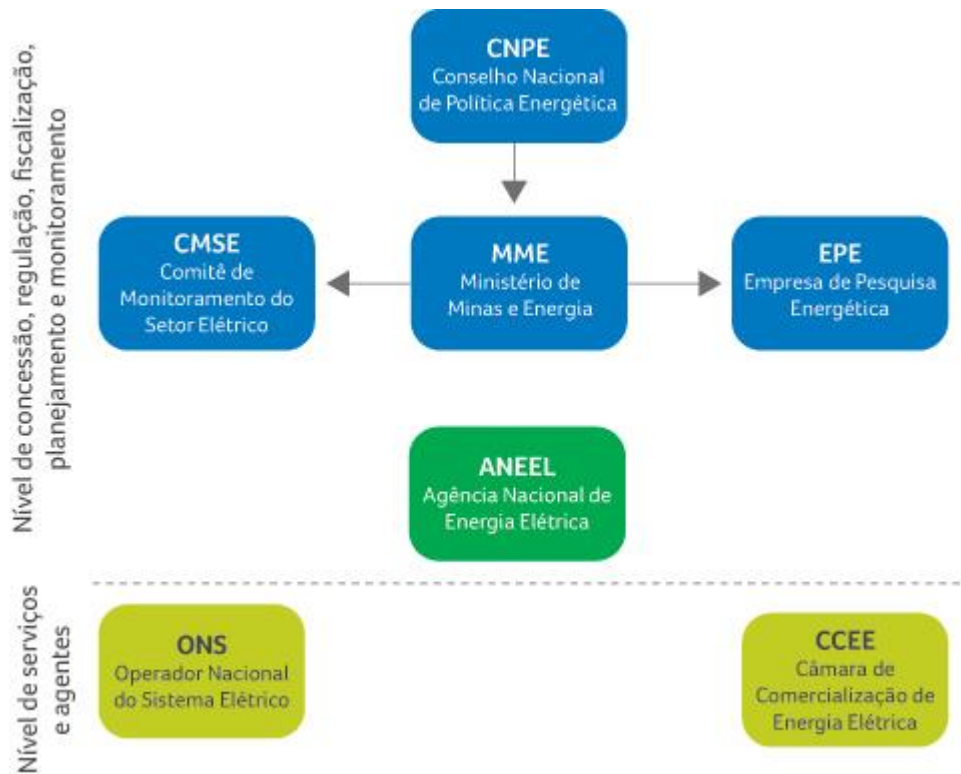 Nível de concessão, regulação, fiscalização,
planejamento e monitoramento
CNPE
Conselho Nacional
de Política Energética
CMSE
Comitê de
Monitoramento do
Setor Elétrico
MME
Ministério de
Minas e Energia
EPE
Empresa de Pesquisa
Energética
ANEEL
Agência Nacional de
Energia Elétrica
Nível de serviços
e agentes
ONS
Operador Nacional
do Sistema Elétrico
CCEE
Câmara de
Comercialização de
Energia Elétrica